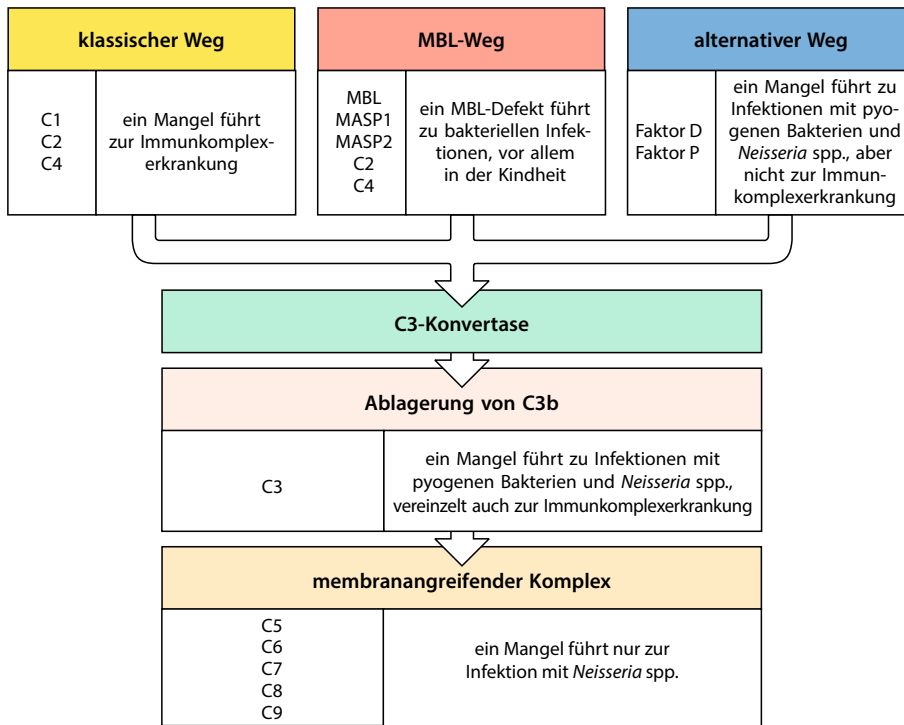 klassischer Weg
C1
C2
C4
ein Mangel führt
zur Immunkomplex-
erkrankung
MBL-Weg
MBL
MASP1
MASP2
C2
C4
ein MBL-Defekt führt
zu bakteriellen Infek-
tionen, vor allem
in der Kindheit
alternativer Weg
Faktor D
Faktor P
ein Mangel führt zu
Infektionen mit pyo-
genen Bakterien und
Neisseria spp., aber
nicht zur Immun-
komplexerkrankung
C3-Konvertase
Ablagerung von C3b
C3
ein Mangel führt zu Infektionen mit
pyogenen Bakterien und Neisseria spp.,
vereinzelt auch zur Immunkomplexerkrankung
membranangreifender Komplex
C5
C6
C7
C8
C9
ein Mangel führt nur zur
Infektion mit Neisseria spp.